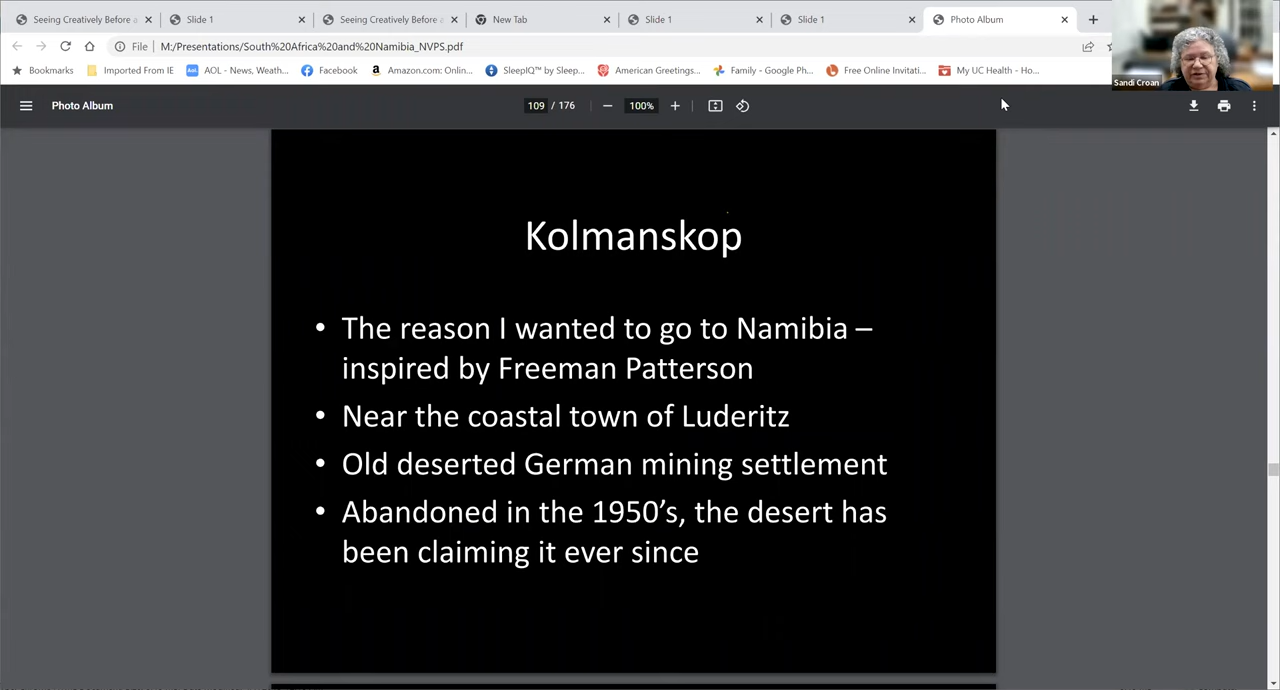 Seeing Creatively Before a
Slide 1
Seeing Creatively Before a
New Tab
Slide 1
Slide 1
Photo Album
File
M:/Presentations/South%20Africa%20and%20Namibia_NVPS.pdf
Bookmarks
Imported From IE
AOL - News, Weath...
Facebook
Amazon.com: Onlin...
SleepIQ™ by Sleep...
American Greetings...
Family - Google Ph...
Free Online Invitati...
My UC Health - Ho...
Sandi Croan
Photo Album
109 / 176
100%
Kolmanskop
• The reason I wanted to go to Namibia –
inspired by Freeman Patterson
• Near the coastal town of Luderitz
• Old deserted German mining settlement
• Abandoned in the 1950’s, the desert has
been claiming it ever since